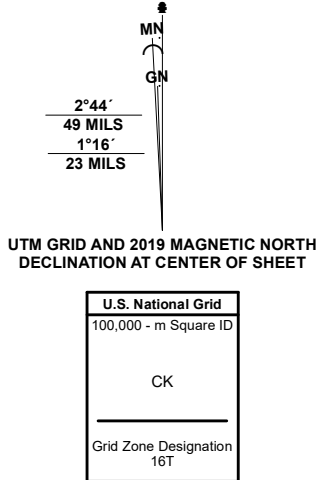 MN
GN
2°44´
49 MILS
1°16´
23 MILS
UTM GRID AND 2019 MAGNETIC NORTH
DECLINATION AT CENTER OF SHEET
U.S. National Grid
100,000 - m Square ID
CK
Grid Zone Designation
16T